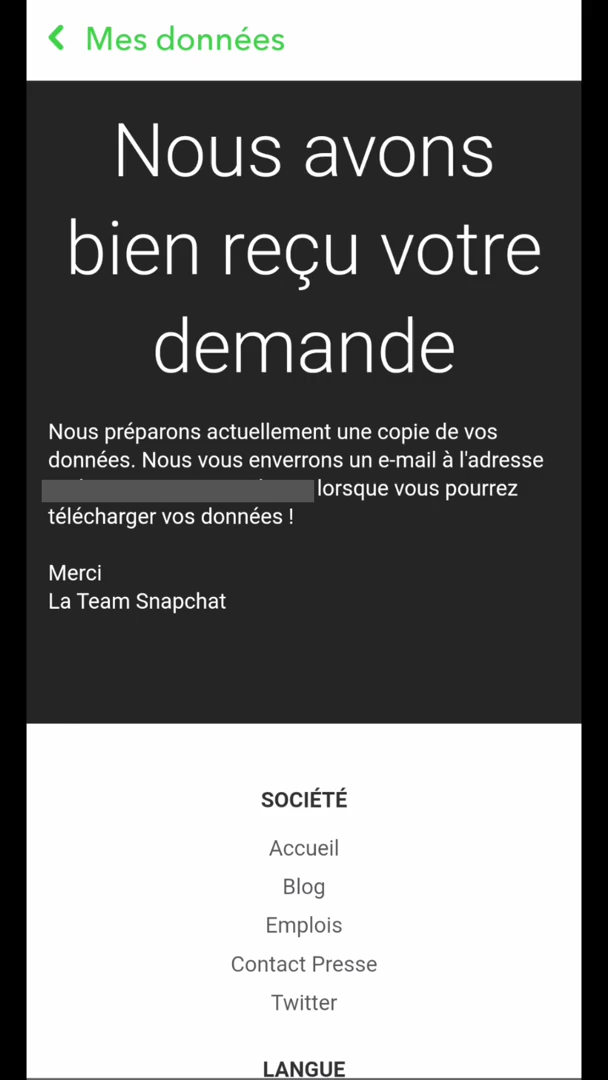 Mes données
Nous avons
bien reçu votre
demande
Nous préparons actuellement une copie de vos
données. Nous vous enverrons un e-mail à l'adresse
lorsque vous pourrez
télécharger vos données !
Merci
La Team Snapchat
SOCIÉTÉ
Accueil
Blog
Emplois
Contact Presse
Twitter
LANGUE